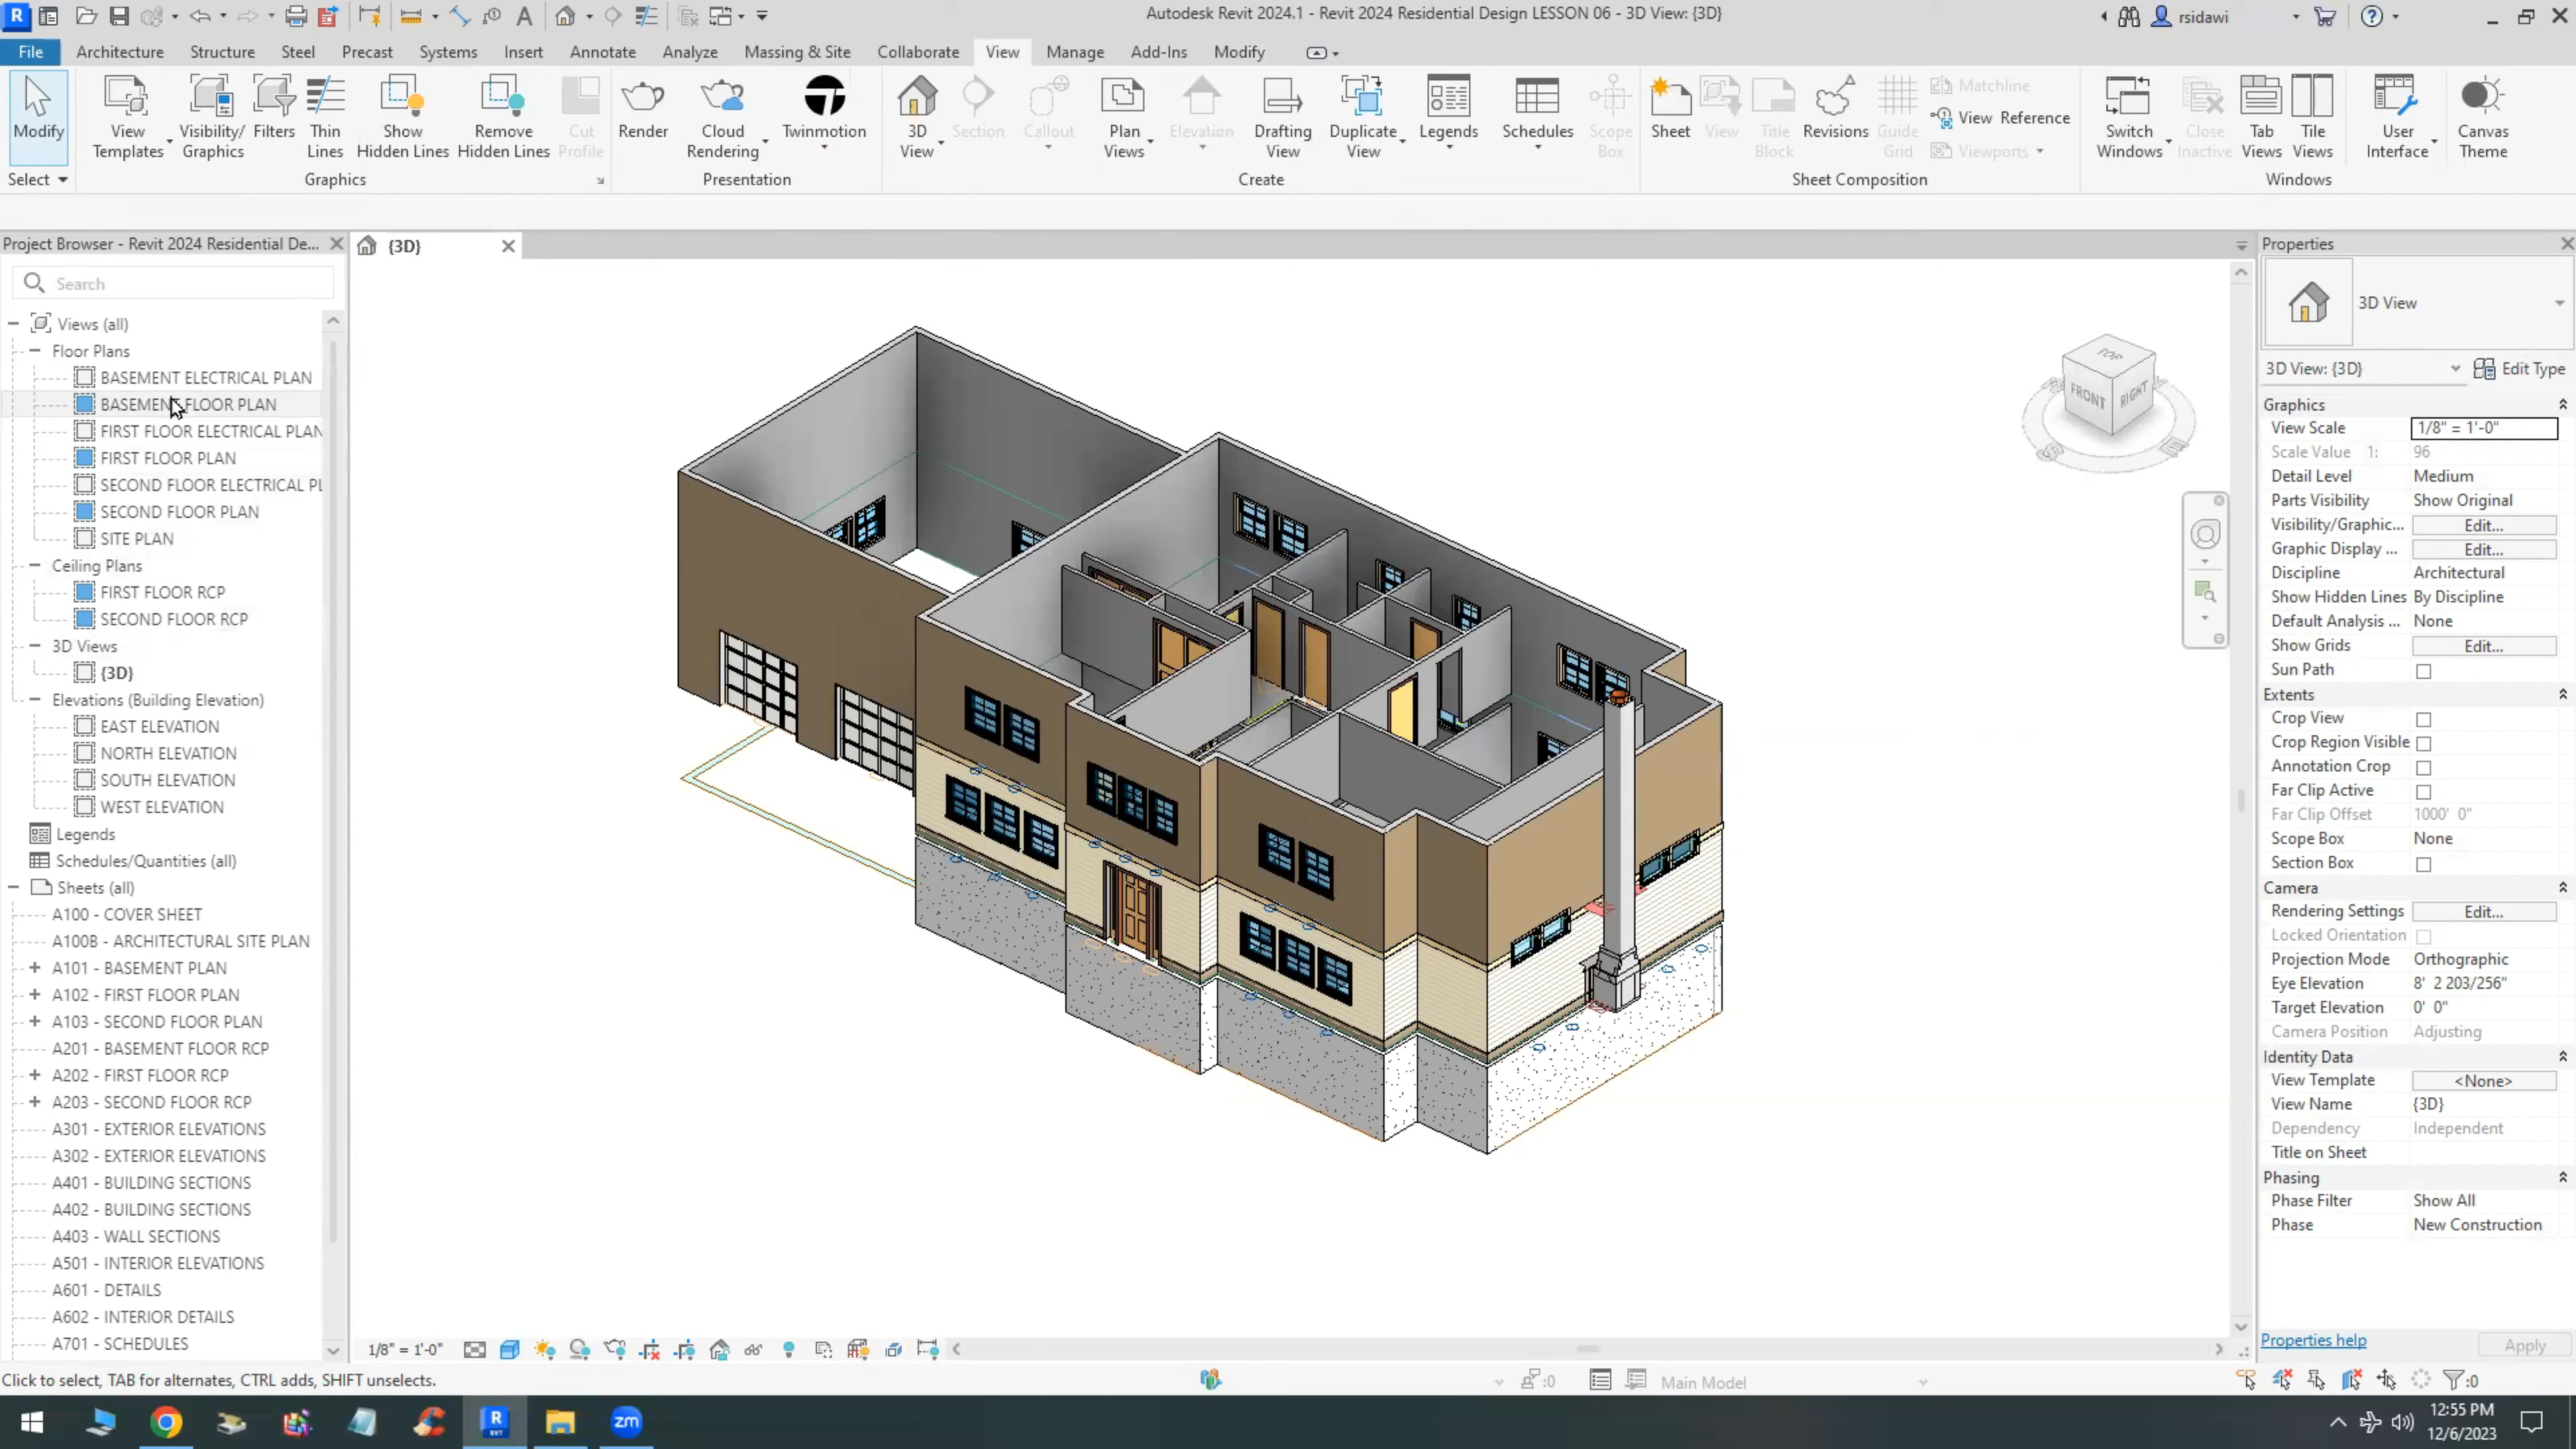 Autodesk Revit 2024.1 - Revit 2024 Residential Design LESSON 06 - 3D View: {3D}
rsidawi
File Architecture Structure Steel Precast Systems Insert Annotate Analyze Massing & Site Collaborate View Manage Add-Ins Modify
Modify
View Templates
Visibility/ Graphics
Filters
Thin Lines
Show Hidden Lines
Remove Hidden Lines
Cut Profile
Render
Cloud Rendering
Twinmotion
3D View
Section
Callout
Plan Views
Elevation
Drafting View
Duplicate View
Legends
Schedules
Scope Box
Sheet
View
Title Block
Revisions
Guide Grid
Matchline
View Reference
Viewports
Switch Windows
Close Inactive
Tab Views
Tile Views
User Interface
Canvas Theme
Select Graphics Presentation Create Sheet Composition Windows
Project Browser - Revit 2024 Residential De...
Search
Views (all)
Floor Plans
BASEMENT ELECTRICAL PLAN
BASEMENT FLOOR PLAN
FIRST FLOOR ELECTRICAL PLAN
FIRST FLOOR PLAN
SECOND FLOOR ELECTRICAL PL
SECOND FLOOR PLAN
SITE PLAN
Ceiling Plans
FIRST FLOOR RCP
SECOND FLOOR RCP
3D Views
{3D}
Elevations (Building Elevation)
EAST ELEVATION
NORTH ELEVATION
SOUTH ELEVATION
WEST ELEVATION
Legends
Schedules/Quantities (all)
Sheets (all)
A100 - COVER SHEET
A100B - ARCHITECTURAL SITE PLAN
A101 - BASEMENT PLAN
A102 - FIRST FLOOR PLAN
A103 - SECOND FLOOR PLAN
A201 - BASEMENT FLOOR RCP
A202 - FIRST FLOOR RCP
A203 - SECOND FLOOR RCP
A301 - EXTERIOR ELEVATIONS
A302 - EXTERIOR ELEVATIONS
A401 - BUILDING SECTIONS
A402 - BUILDING SECTIONS
A403 - WALL SECTIONS
A501 - INTERIOR ELEVATIONS
A601 - DETAILS
A602 - INTERIOR DETAILS
A701 - SCHEDULES
{3D}
TOP
FRONT
RIGHT
1/8" = 1'-0"
Properties
3D View
3D View: {3D} Edit Type
Graphics
View Scale 1/8" = 1'-0"
Scale Value 1: 96
Detail Level Medium
Parts Visibility Show Original
Visibility/Graphic... Edit...
Graphic Display ... Edit...
Discipline Architectural
Show Hidden Lines By Discipline
Default Analysis ... None
Show Grids Edit...
Sun Path
Extents
Crop View
Crop Region Visible
Annotation Crop
Far Clip Active
Far Clip Offset 1000' 0"
Scope Box None
Section Box
Camera
Rendering Settings Edit...
Locked Orientation
Projection Mode Orthographic
Eye Elevation 8' 2 203/256"
Target Elevation 0' 0"
Camera Position Adjusting
Identity Data
View Template <None>
View Name {3D}
Dependency Independent
Title on Sheet
Phasing
Phase Filter Show All
Phase New Construction
Properties help Apply
Click to select, TAB for alternates, CTRL adds, SHIFT unselects.
:0
Main Model
:0
R
RVT
zm
12:55 PM
12/6/2023